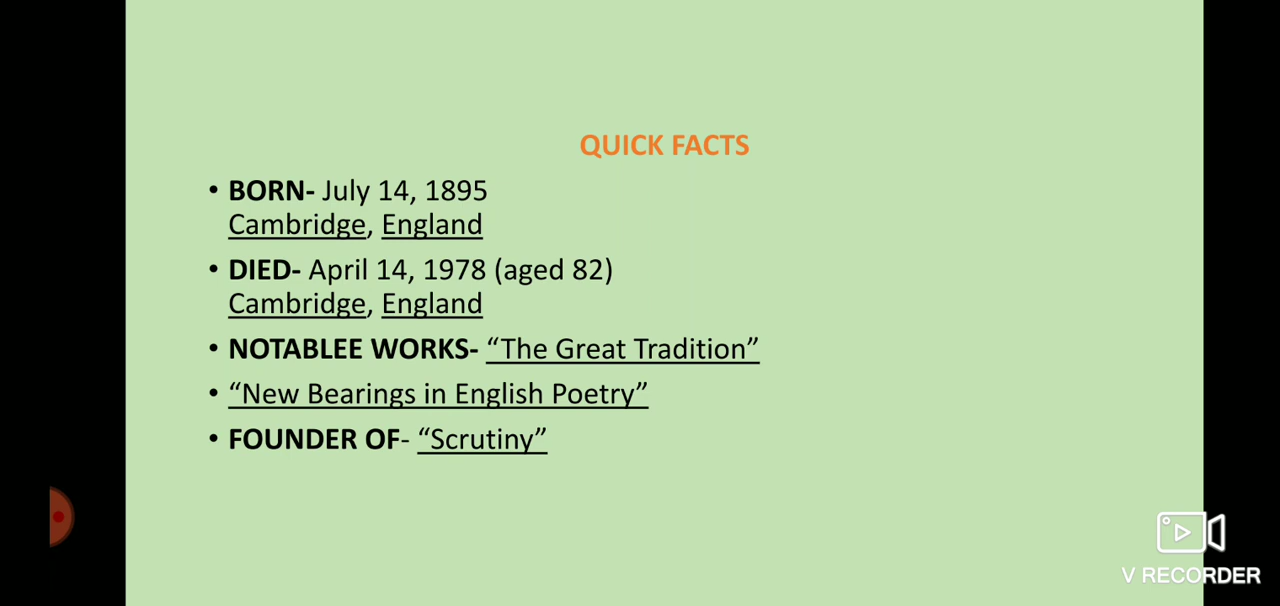 QUICK FACTS
• BORN- July 14, 1895
Cambridge, England
• DIED- April 14, 1978 (aged 82)
Cambridge, England
• NOTABLEE WORKS- “The Great Tradition”
• “New Bearings in English Poetry”
• FOUNDER OF- “Scrutiny”
V RECORDER